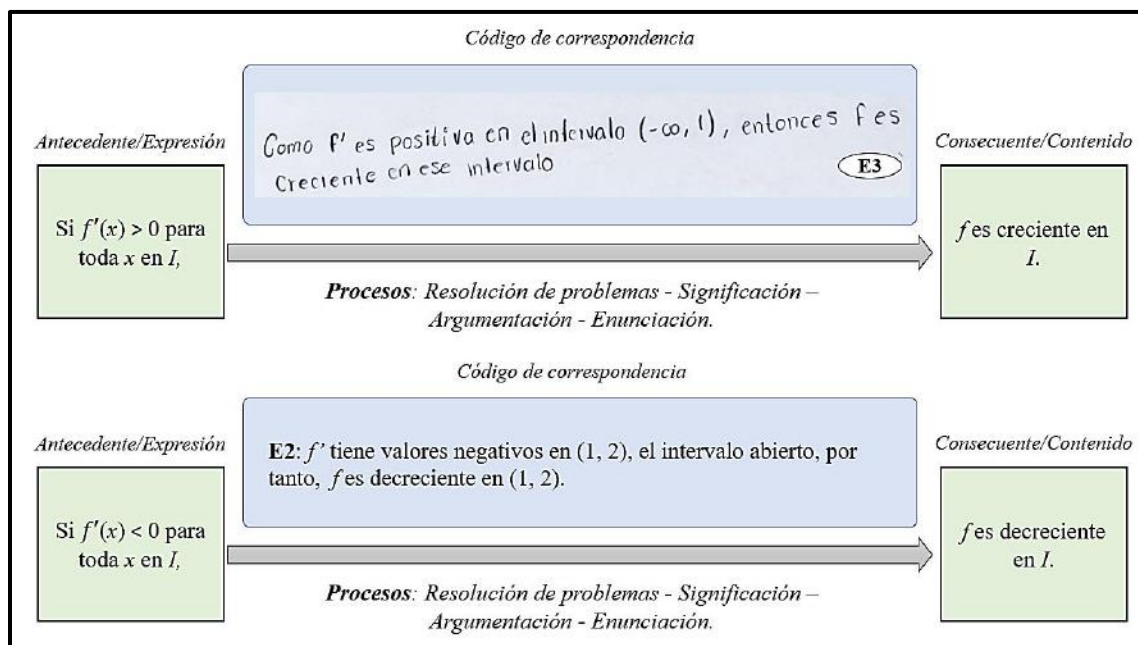 Código de correspondencia
Antecedente/Expresión
Si f'(x) > 0 para
toda x en I,
Como f' es positiva en el intervalo (-∞, 1), entonces f es
Creciente en ese intervalo
E3
Consecuente/Contenido
f es creciente en
I.
Procesos: Resolución de problemas - Significación –
Argumentación - Enunciación.
Código de correspondencia
Antecedente/Expresión
Si f'(x) < 0 para
toda x en I,
E2: f' tiene valores negativos en (1, 2), el intervalo abierto, por
tanto, f es decreciente en (1, 2).
Consecuente/Contenido
f es decreciente
en I.
Procesos: Resolución de problemas - Significación –
Argumentación - Enunciación.